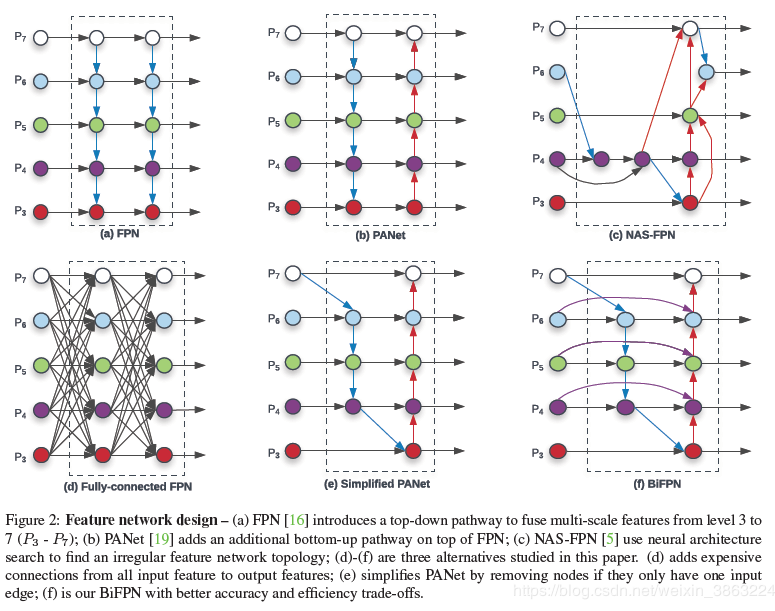 P7
P6
P5
P4
P3
(a) FPN
P7
P6
P5
P4
P3
(b) PANet
P7
P6
P5
P4
P3
(c) NAS-FPN
P7
P6
P5
P4
P3
(d) Fully-connected FPN
P7
P6
P5
P4
P3
(e) Simplified PANet
P7
P6
P5
P4
P3
(f) BiFPN
Figure 2: Feature network design – (a) FPN [16] introduces a top-down pathway to fuse multi-scale features from level 3 to
7 (P3 - P7); (b) PANet [19] adds an additional bottom-up pathway on top of FPN; (c) NAS-FPN [5] use neural architecture
search to find an irregular feature network topology; (d)-(f) are three alternatives studied in this paper. (d) adds expensive
connections from all input feature to output features; (e) simplifies PANet by removing nodes if they only have one input
edge; (f) is our BiFPN with better accuracy and efficiency trade-offs.
https://blog.csdn.net/weixin_3863224